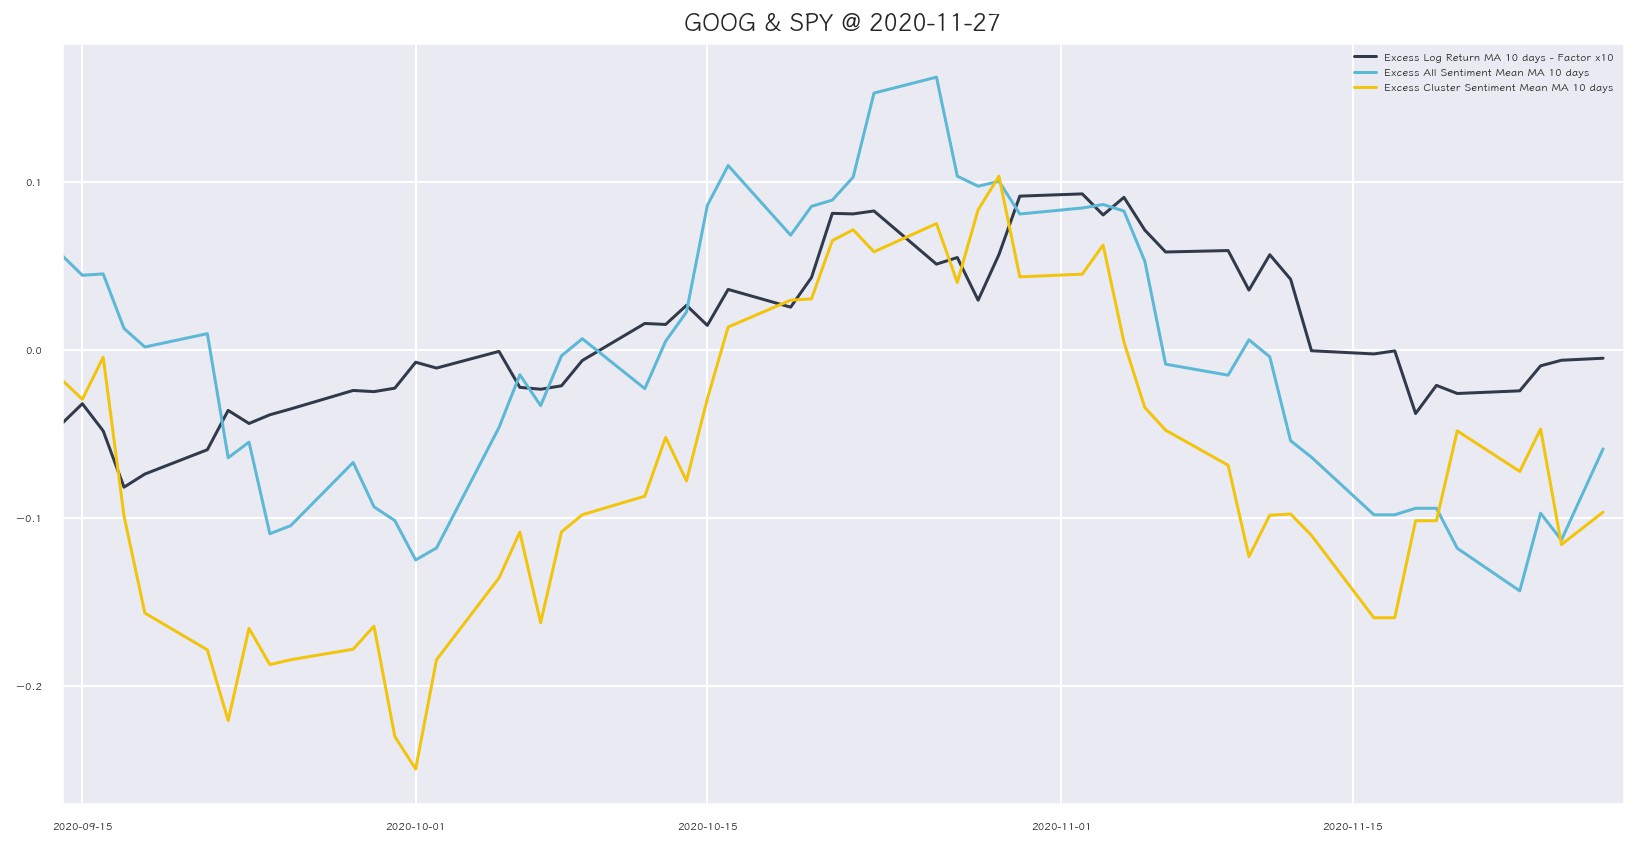 GOOG & SPY @ 2020-11-27
Excess Log Return MA 10 days - Factor x10
Excess All Sentiment Mean MA 10 days
Excess Cluster Sentiment Mean MA 10 days
0.1
0.0
−0.1
−0.2
2020-09-15
2020-10-01
2020-10-15
2020-11-01
2020-11-15